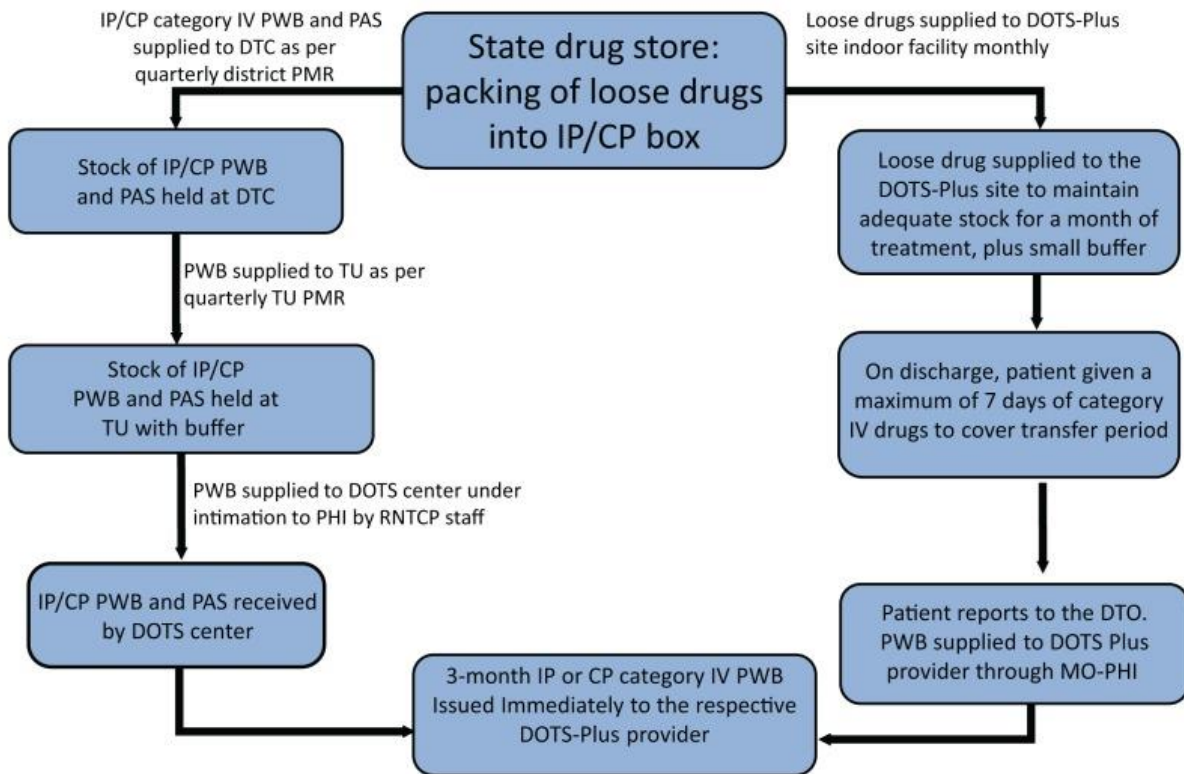 IP/CP category IV PWB and PAS
supplied to DTC as per
quarterly district PMR
State drug store:
packing of loose drugs
into IP/CP box
Loose drugs supplied to DOTS-Plus
site indoor facility monthly
Stock of IP/CP PWB
and PAS held at DTC
Loose drug supplied to the
DOTS-Plus site to maintain
adequate stock for a month of
treatment, plus small buffer
PWB supplied to TU as per
quarterly TU PMR
Stock of IP/CP
PWB and PAS held at
TU with buffer
On discharge, patient given a
maximum of 7 days of category
IV drugs to cover transfer period
PWB supplied to DOTS center under
intimation to PHI by RNTCP staff
IP/CP PWB and PAS received
by DOTS center
Patient reports to the DTO.
PWB supplied to DOTS Plus
provider through MO-PHI
3-month IP or CP category IV PWB
Issued Immediately to the respective
DOTS-Plus provider